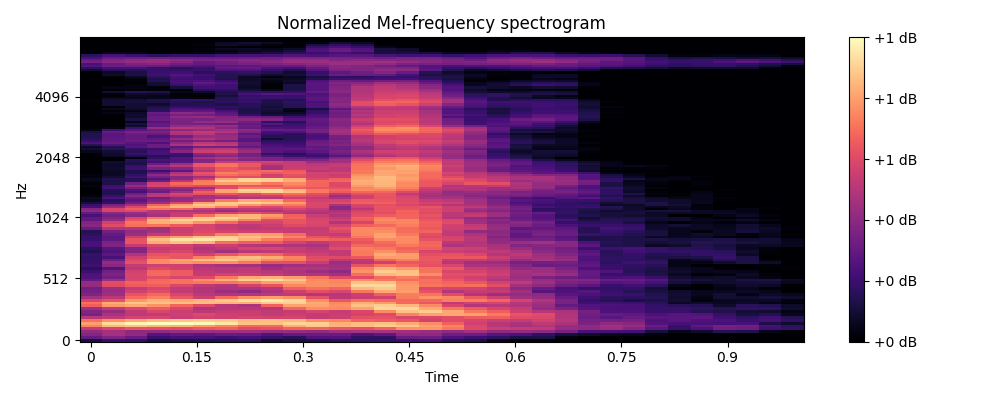 Normalized Mel-frequency spectrogram
Hz
4096
2048
1024
512
0
0 0.15 0.3 0.45 0.6 0.75 0.9
Time
+1 dB
+1 dB
+1 dB
+0 dB
+0 dB
+0 dB